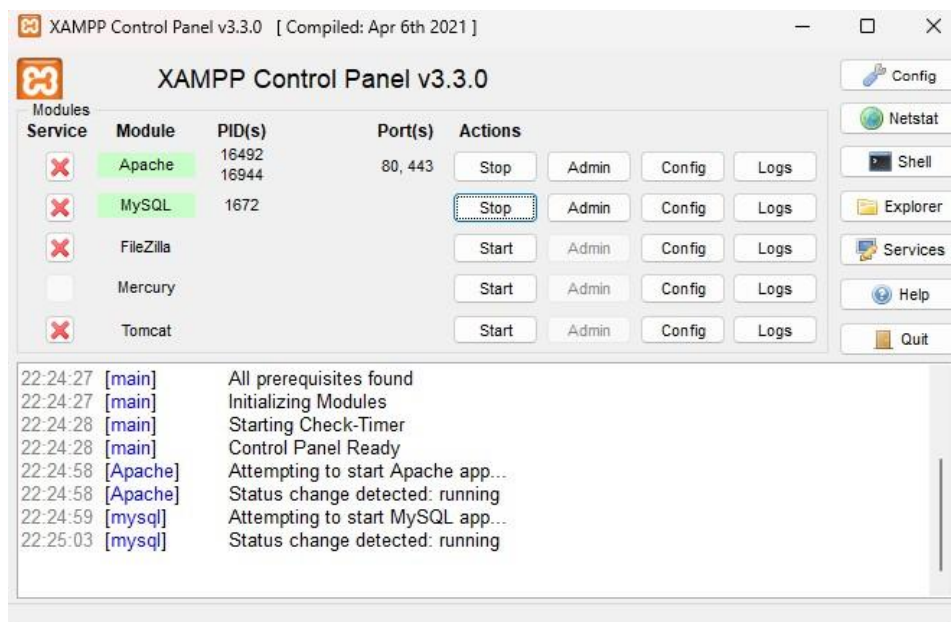 XAMPP Control Panel v3.3.0 [ Compiled: Apr 6th 2021 ]
XAMPP Control Panel v3.3.0
Modules
Service Module PID(s) Port(s) Actions
Apache 16492 16944 80, 443 Stop Admin Config Logs
MySQL 1672 Stop Admin Config Logs
FileZilla Start Admin Config Logs
Mercury Start Admin Config Logs
Tomcat Start Admin Config Logs
Config
Netstat
Shell
Explorer
Services
Help
Quit
22:24:27 [main] All prerequisites found
22:24:27 [main] Initializing Modules
22:24:28 [main] Starting Check-Timer
22:24:28 [main] Control Panel Ready
22:24:58 [Apache] Attempting to start Apache app...
22:24:58 [Apache] Status change detected: running
22:24:59 [mysql] Attempting to start MySQL app...
22:25:03 [mysql] Status change detected: running